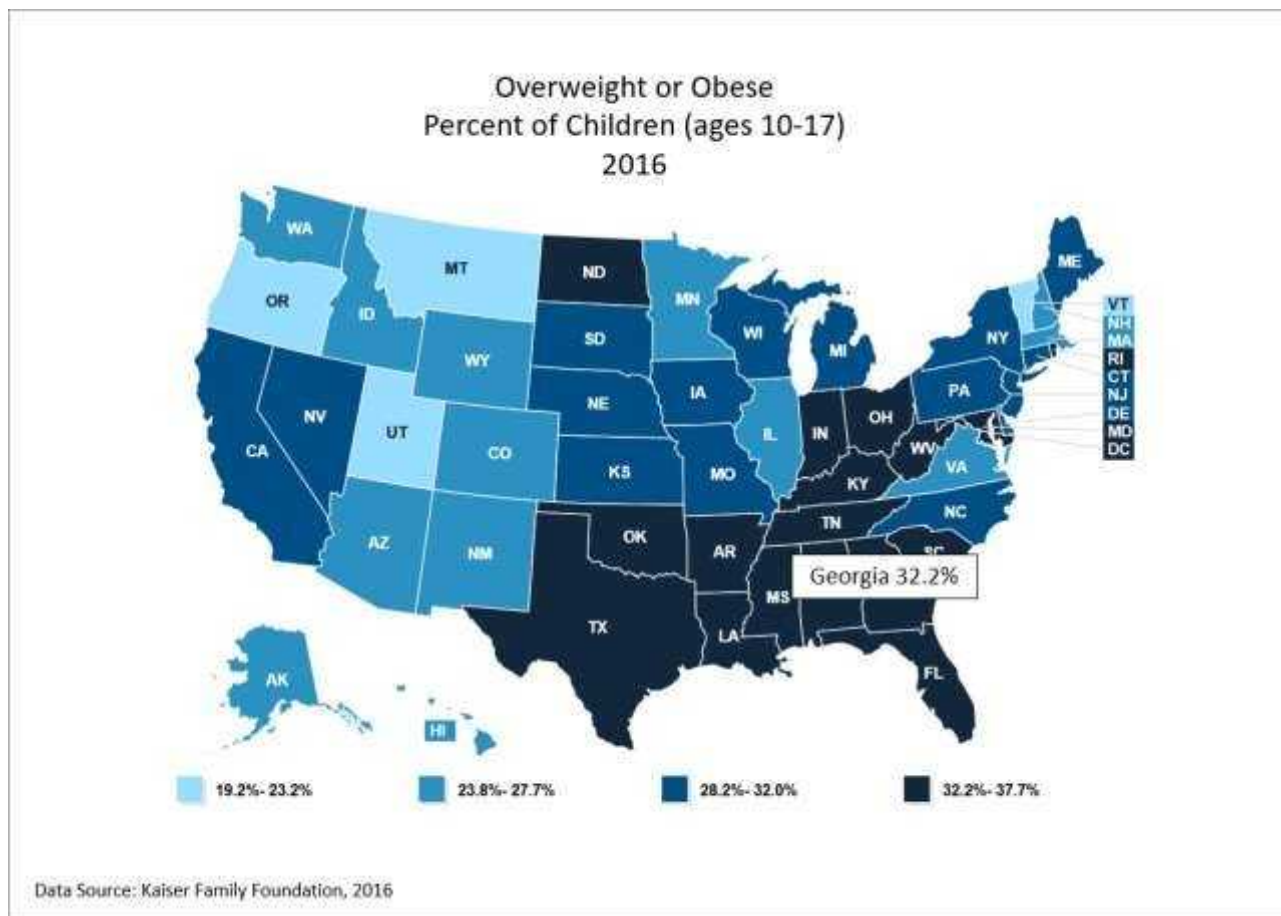 Overweight or Obese
Percent of Children (ages 10-17)
2016
WA
MT
ND
MN
ME
OR
ID
WY
SD
WI
MI
NY
VT
NH
MA
RI
CT
NJ
DE
MD
DC
NV
UT
CO
NE
IA
IL
IN
OH
PA
CA
KS
MO
WV
VA
KY
AZ
NM
OK
AR
TN
NC
SC
Georgia 32.2%
TX
LA
MS
FL
AK
HI
19.2%- 23.2%
23.8%- 27.7%
28.2%- 32.0%
32.2%- 37.7%
Data Source: Kaiser Family Foundation, 2016